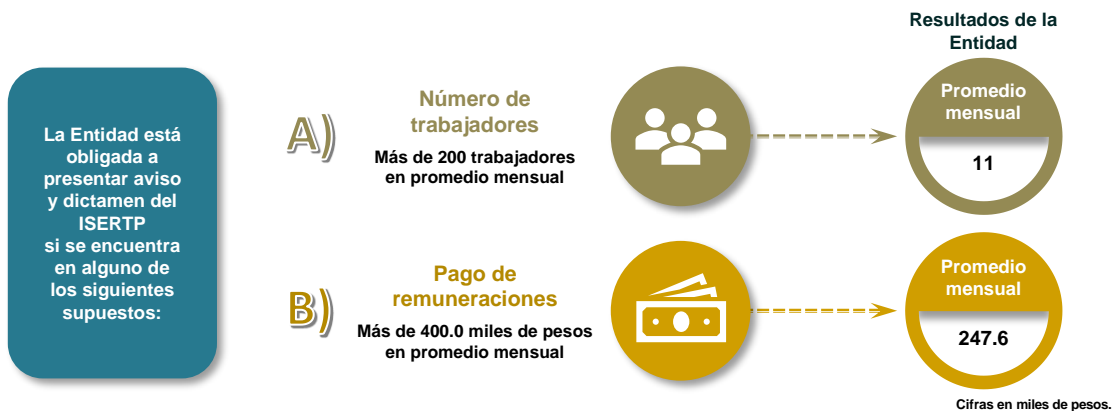 La Entidad está
obligada a
presentar aviso
y dictamen del
ISERTP
si se encuentra
en alguno de
los siguientes
supuestos:
A)
Número de
trabajadores
Más de 200 trabajadores
en promedio mensual
Resultados de la
Entidad
Promedio
mensual
11
B)
Pago de
remuneraciones
Más de 400.0 miles de pesos
en promedio mensual
Promedio
mensual
247.6
Cifras en miles de pesos.